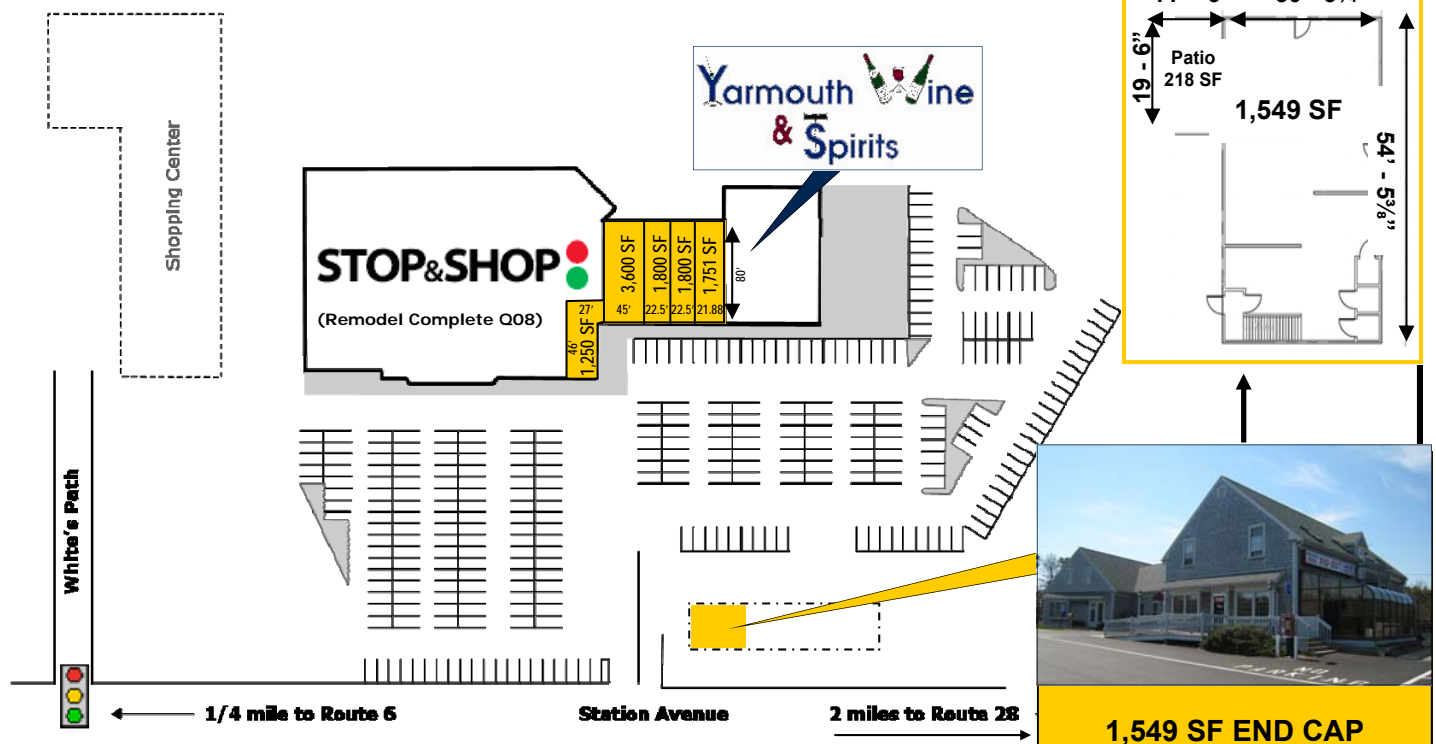 Shopping Center
Yarmouth Wine
& Spirits
STOP&SHOP
(Remodel Complete Q08)
27'
46'
1,250 SF
3,600 SF
45'
1,800 SF
22.5'
1,800 SF
22.5'
1,751 SF
21.88
80'
19 - 6”
Patio
218 SF
1,549 SF
54' - 5⅜”
White's Path
1/4 mile to Route 6
Station Avenue
2 miles to Route 28
NO
PARKING
1,549 SF END CAP